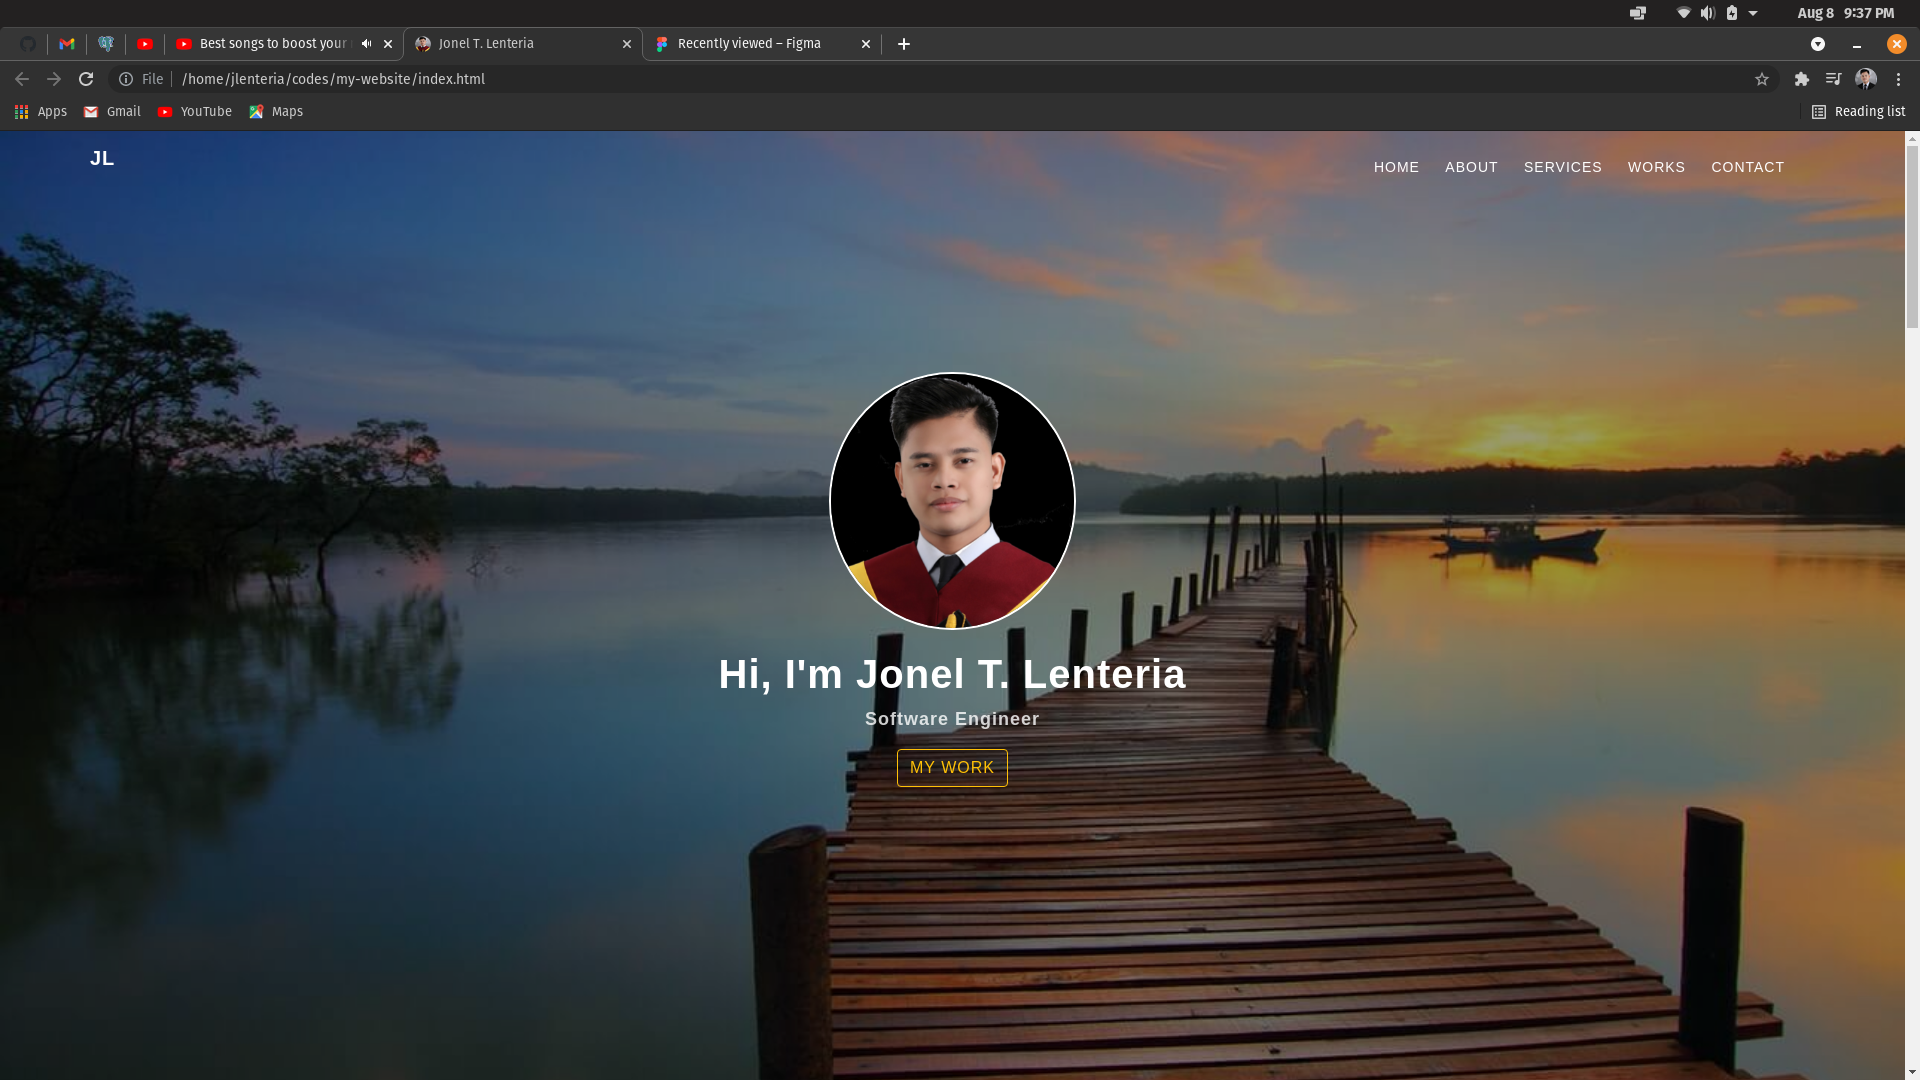 Aug 8 9:37 PM
Best songs to boost your
Jonel T. Lenteria
Recently viewed – Figma
File
/home/jlenteria/codes/my-website/index.html
Apps
Gmail
YouTube
Maps
Reading list
JL
HOME
ABOUT
SERVICES
WORKS
CONTACT
Hi, I'm Jonel T. Lenteria
Software Engineer
MY WORK